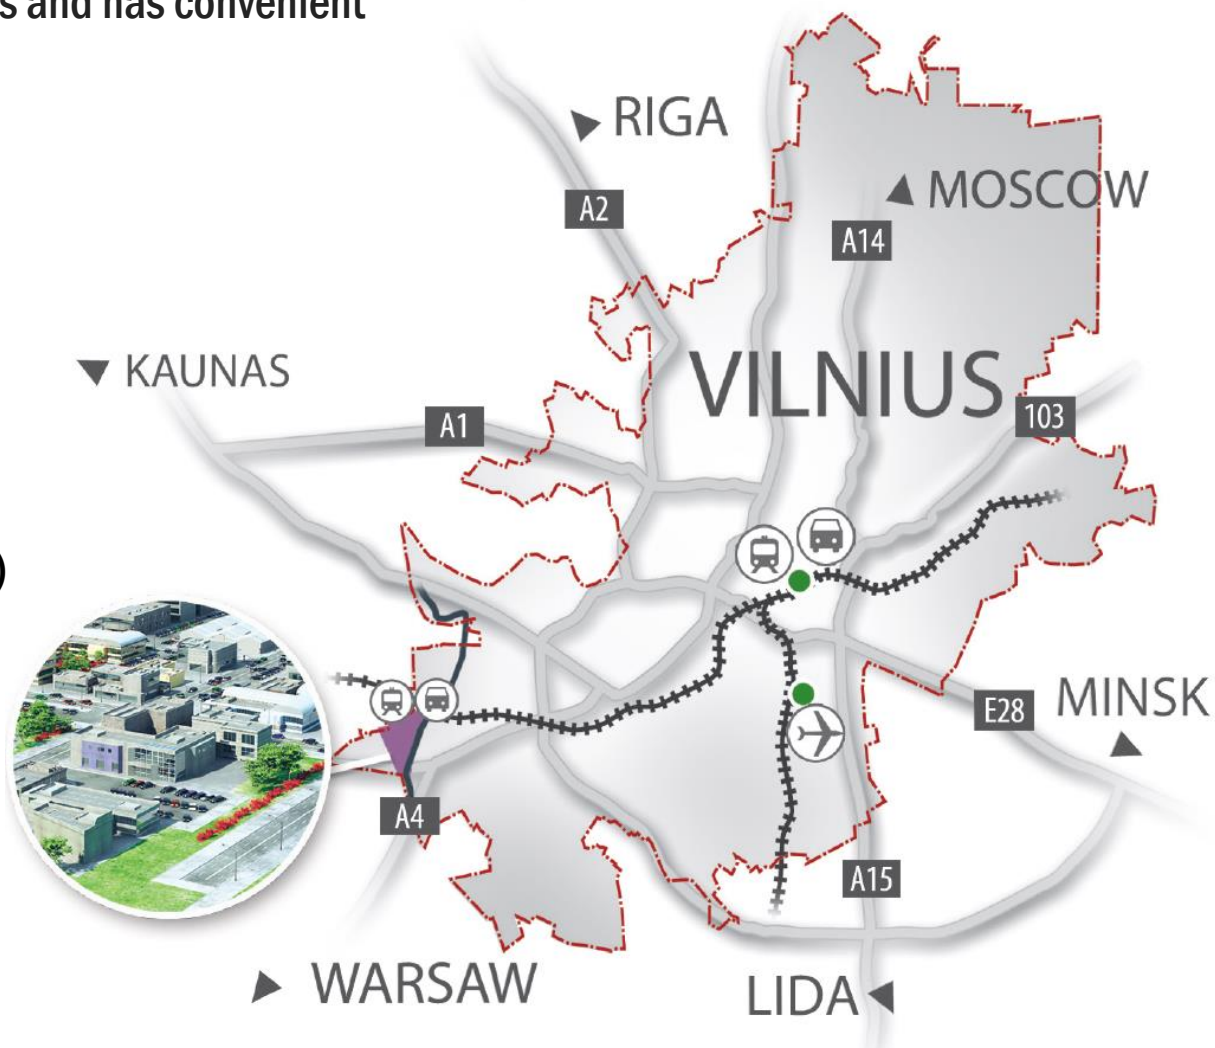 s and has convenient
RIGA
A2
MOSCOW
A14
VILNIUS
KAUNAS
A1
103
)
MINSK
E28
A4
A15
WARSAW
LIDA